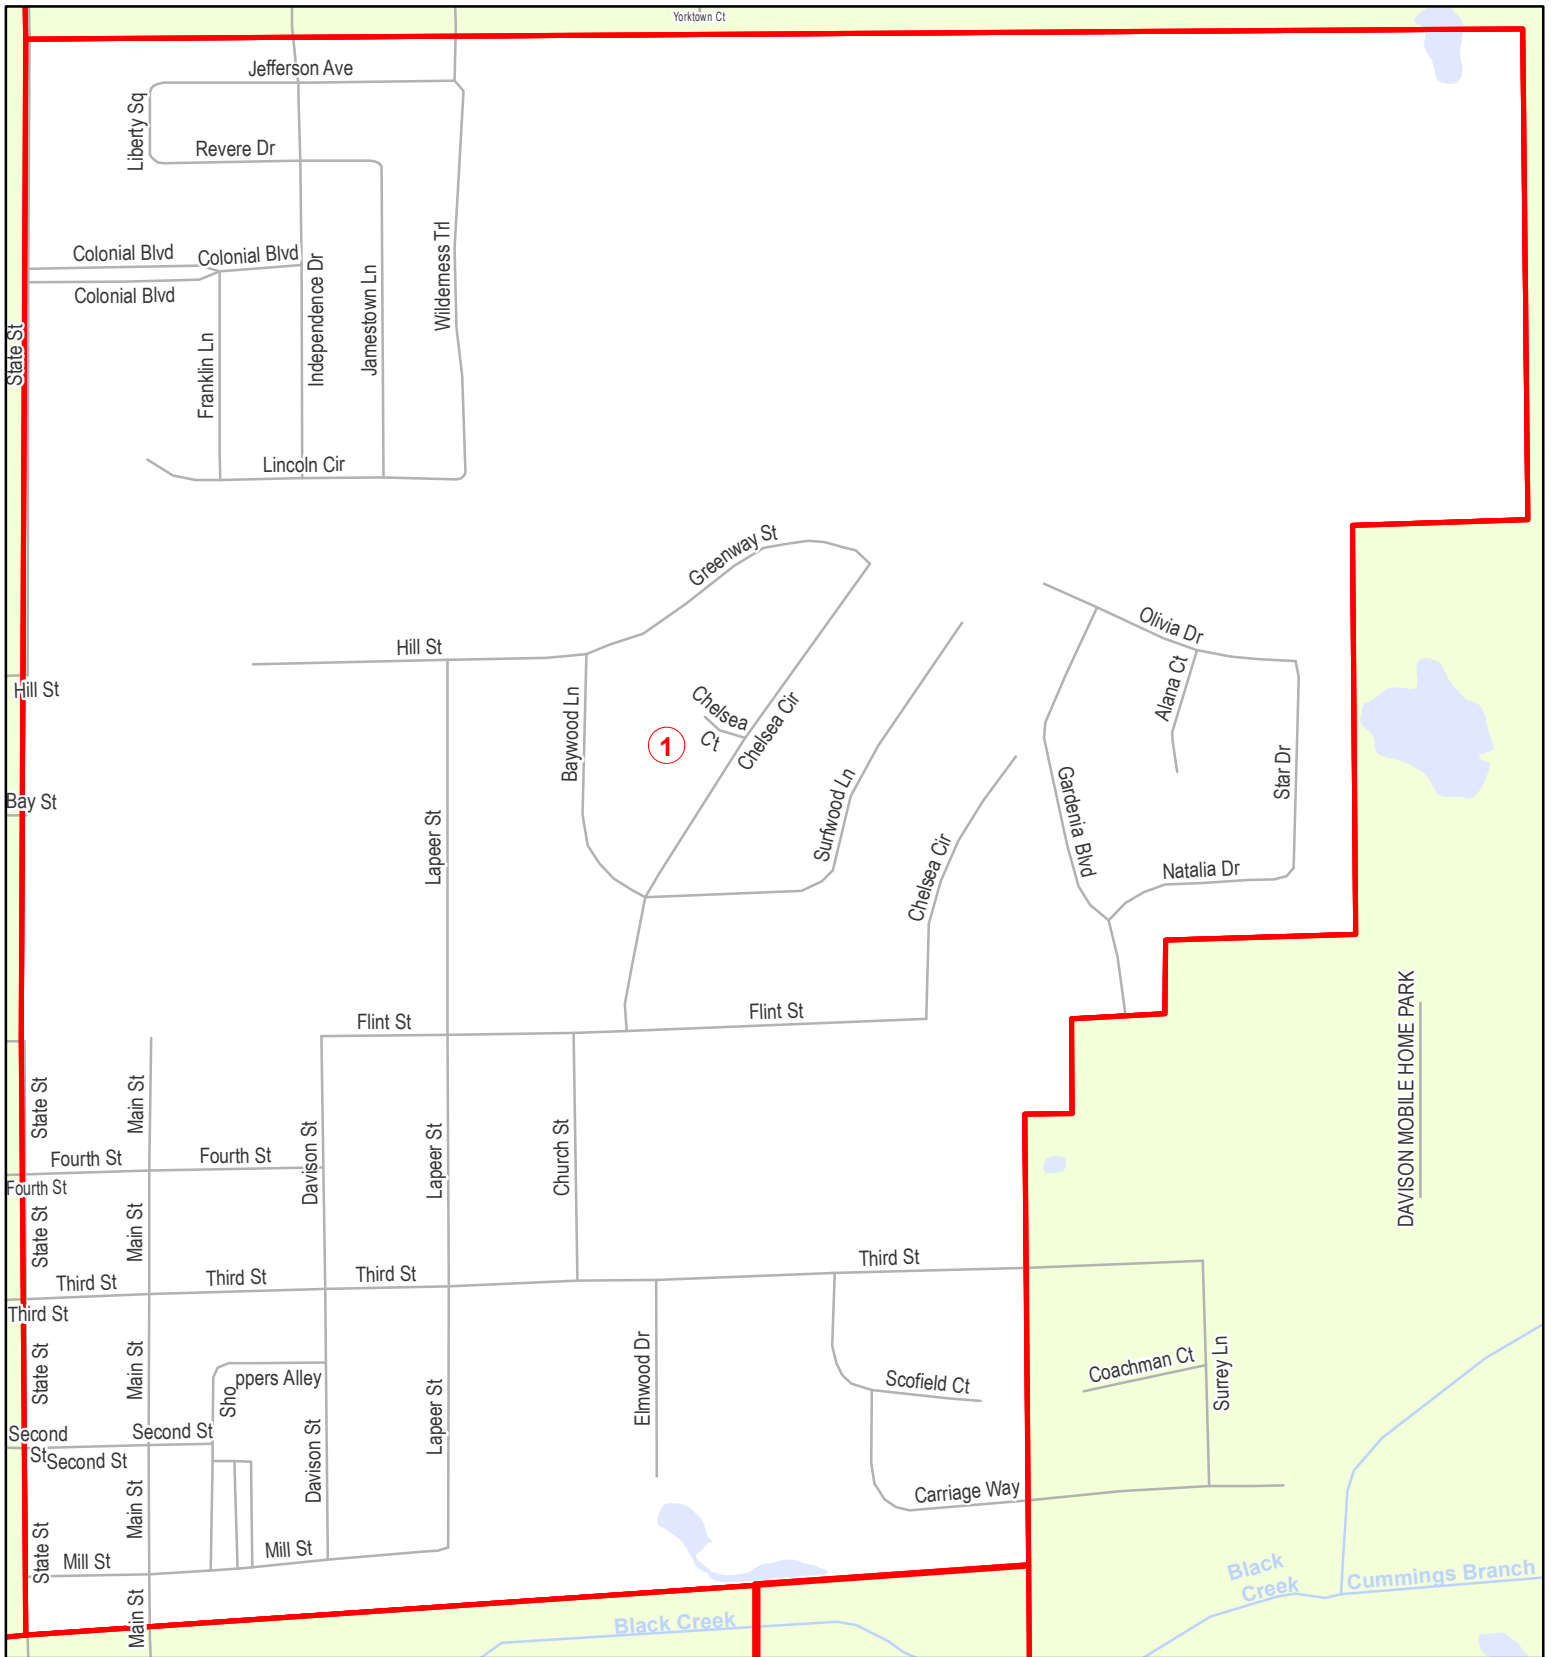 Yorktown Ct
Jefferson Ave
Liberty Sq
Revere Dr
Colonial Blvd
Colonial Blvd
Colonial Blvd
Independence Dr
Jamestown Ln
Wilderness Trl
State St
Franklin Ln
Lincoln Cir
Greenway St
Hill St
Olivia Dr
Hill St
Baywood Ln
Chelsea
Ct
Chelsea Cir
Alana Ct
1
Star Dr
Bay St
Lapeer St
Surfwood Ln
Gardenia Blvd
Chelsea Cir
Natalia Dr
Flint St
Flint St
DAVISON MOBILE HOME PARK
State St
Main St
Davison St
Lapeer St
Church St
Fourth St
Fourth St
Fourth St
State St
Main St
Third St
Third St
Third St
Third St
Third St
State St
Main St
Sho
ppers Alley
Elmwood Dr
Scofield Ct
Coachman Ct
Surrey Ln
Lapeer St
Second
St
Second St
Second St
Davison St
Main St
Carriage Way
State St
Mill St
Mill St
Main St
Black Creek
Black
Creek
Cummings Branch